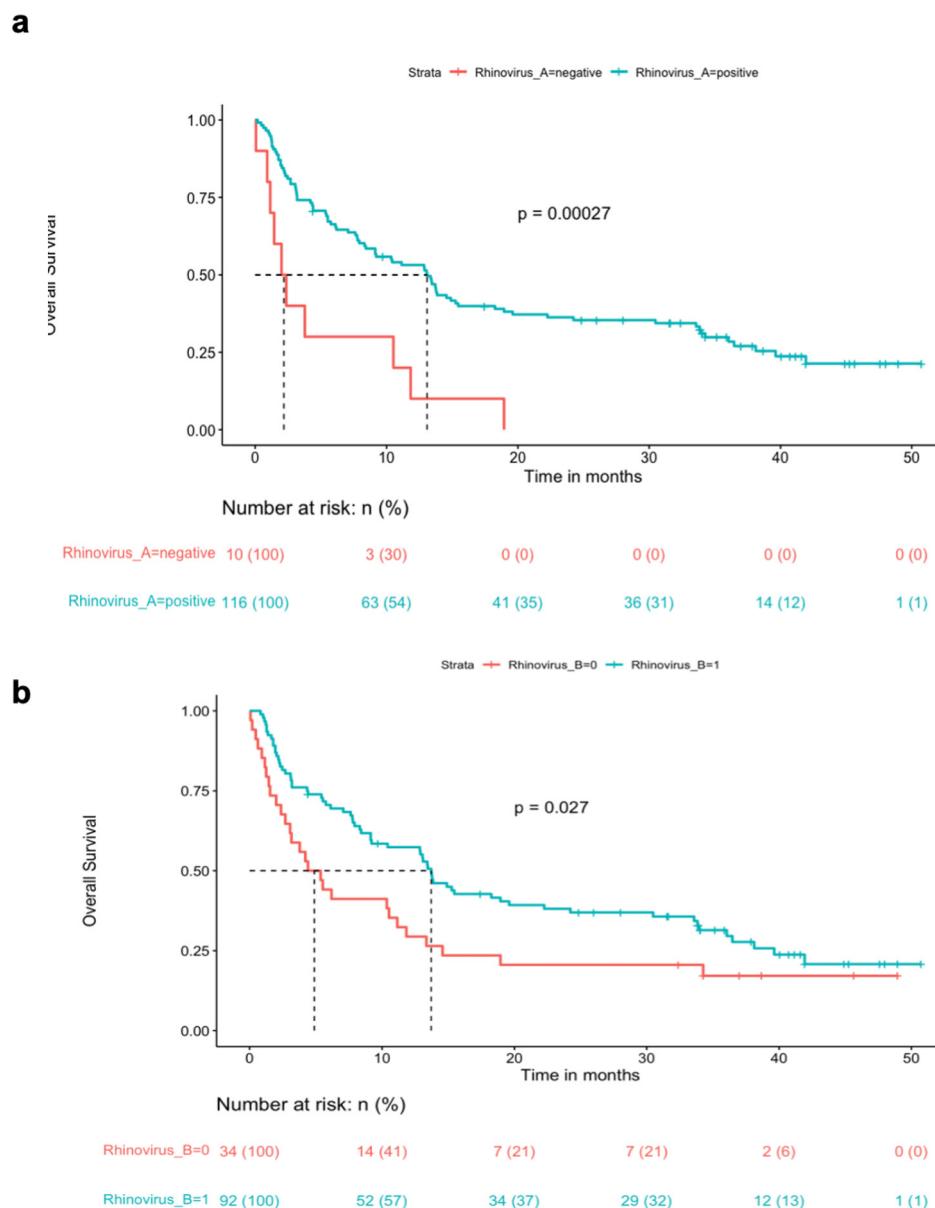 a
Strata Rhinovirus_A=negative Rhinovirus_A=positive
1.00
0.75
0.50
0.25
0.00
Overall Survival
p = 0.00027
0 10 20 30 40 50
Time in months
Number at risk: n (%)
Rhinovirus_A=negative 10 (100) 3 (30) 0 (0) 0 (0) 0 (0) 0 (0)
Rhinovirus_A=positive 116 (100) 63 (54) 41 (35) 36 (31) 14 (12) 1 (1)
b
Strata Rhinovirus_B=0 Rhinovirus_B=1
1.00
0.75
0.50
0.25
0.00
Overall Survival
p = 0.027
0 10 20 30 40 50
Time in months
Number at risk: n (%)
Rhinovirus_B=0 34 (100) 14 (41) 7 (21) 7 (21) 2 (6) 0 (0)
Rhinovirus_B=1 92 (100) 52 (57) 34 (37) 29 (32) 12 (13) 1 (1)